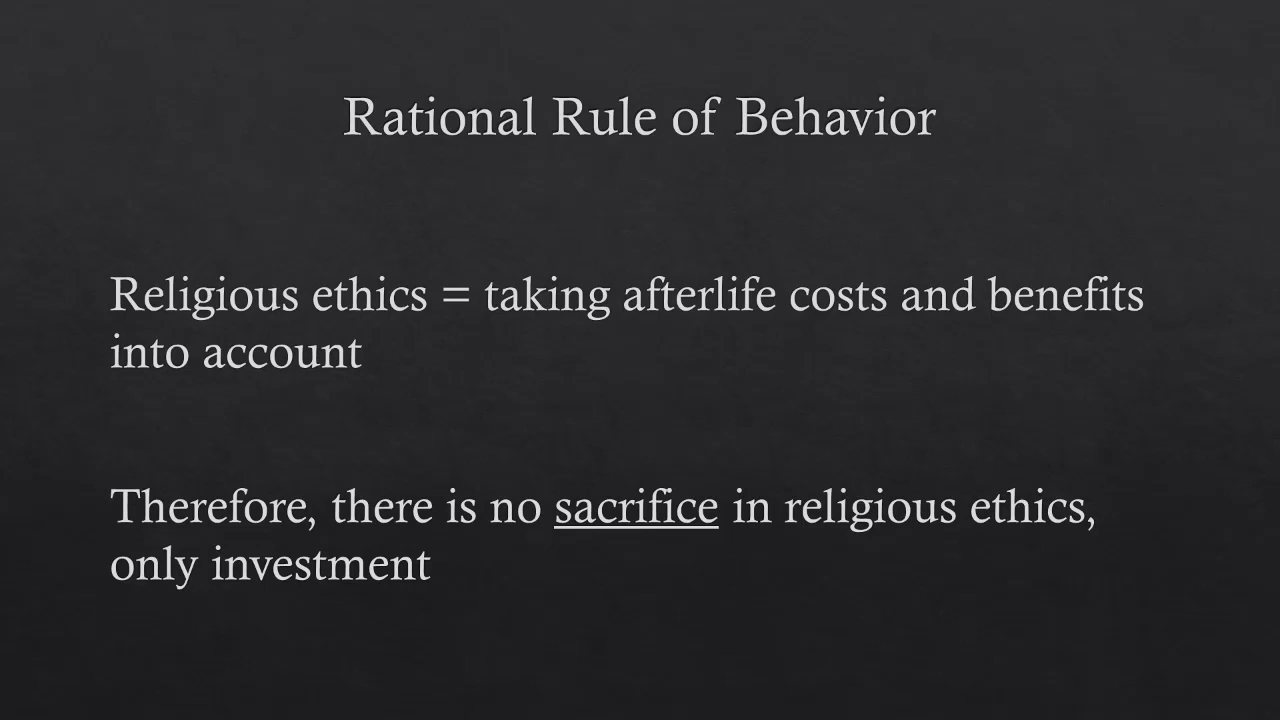 Rational Rule of Behavior
Religious ethics = taking afterlife costs and benefits
into account
Therefore, there is no sacrifice in religious ethics,
only investment